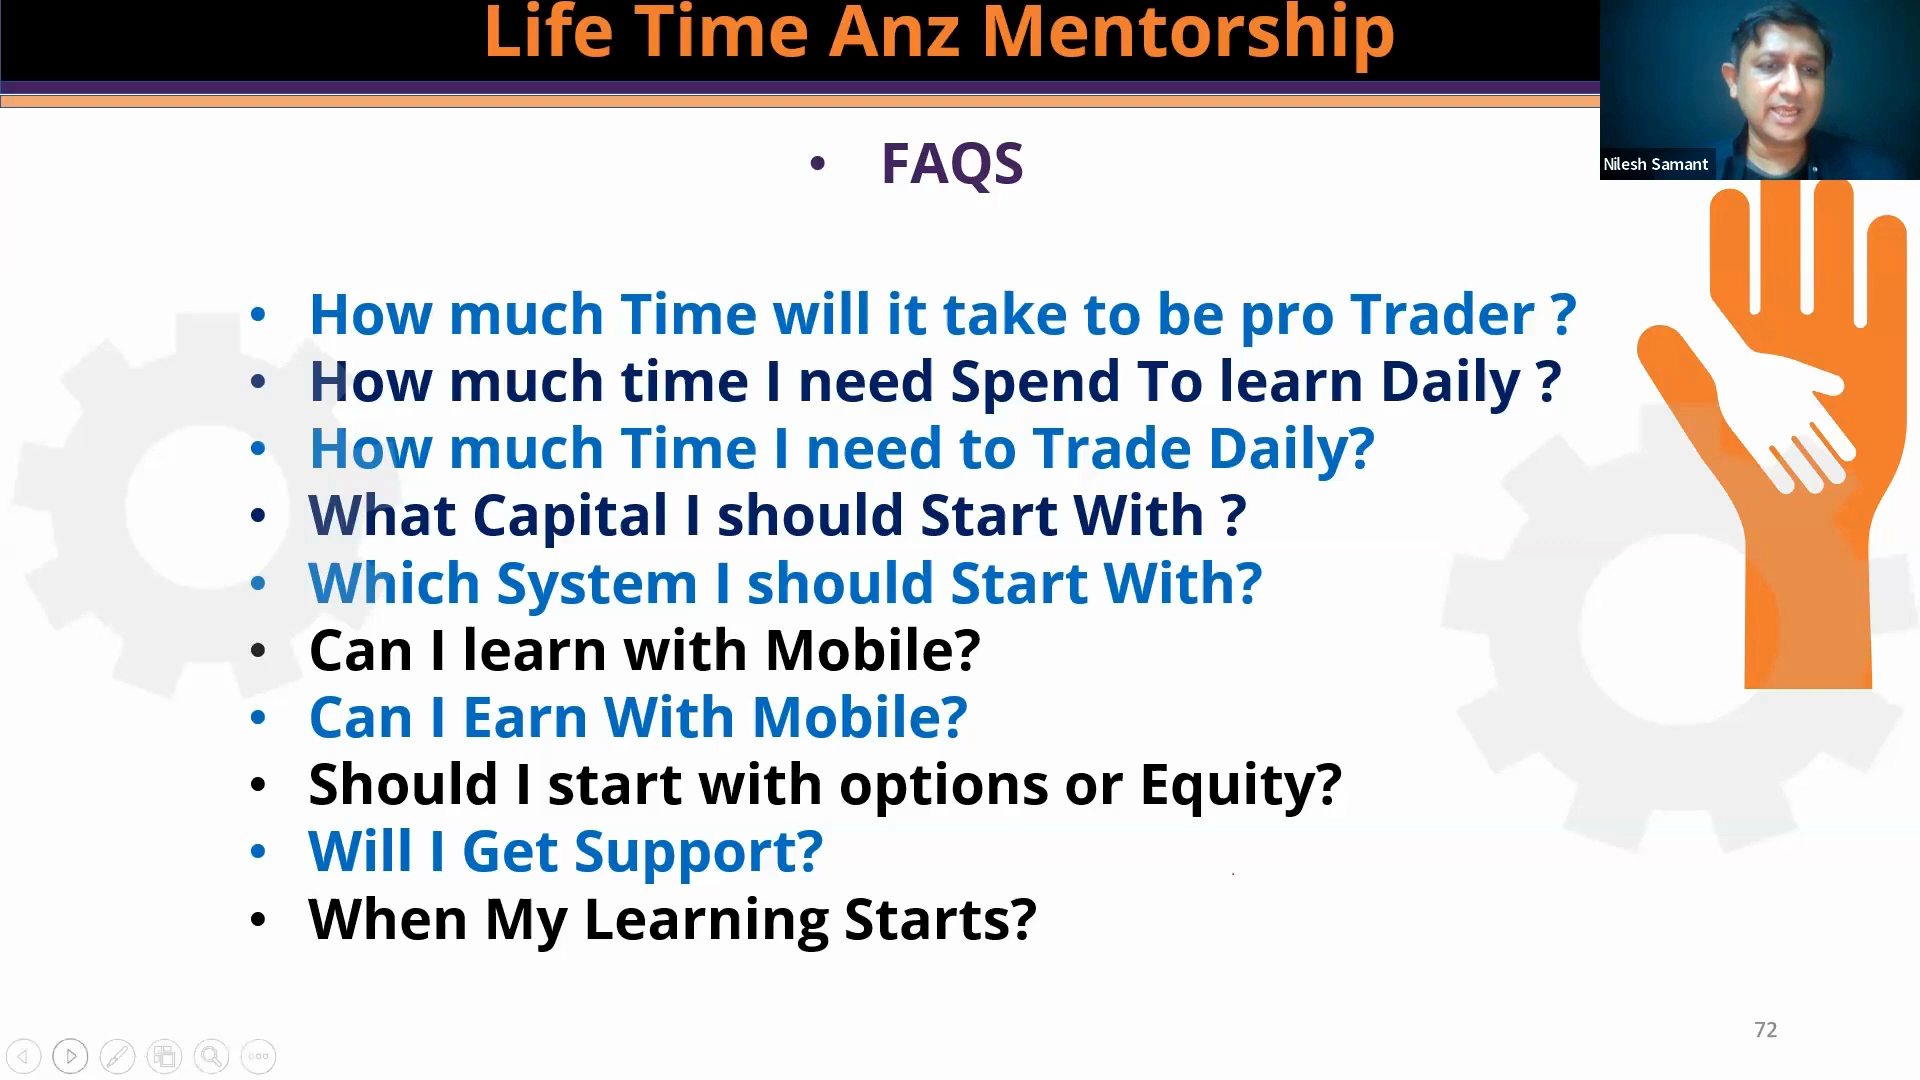 Life Time Anz Mentorship
Nilesh Samant
• FAQS
• How much Time will it take to be pro Trader ?
• How much time I need Spend To learn Daily ?
• How much Time I need to Trade Daily?
• What Capital I should Start With ?
• Which System I should Start With?
• Can I learn with Mobile?
• Can I Earn With Mobile?
• Should I start with options or Equity?
• Will I Get Support?
• When My Learning Starts?
72